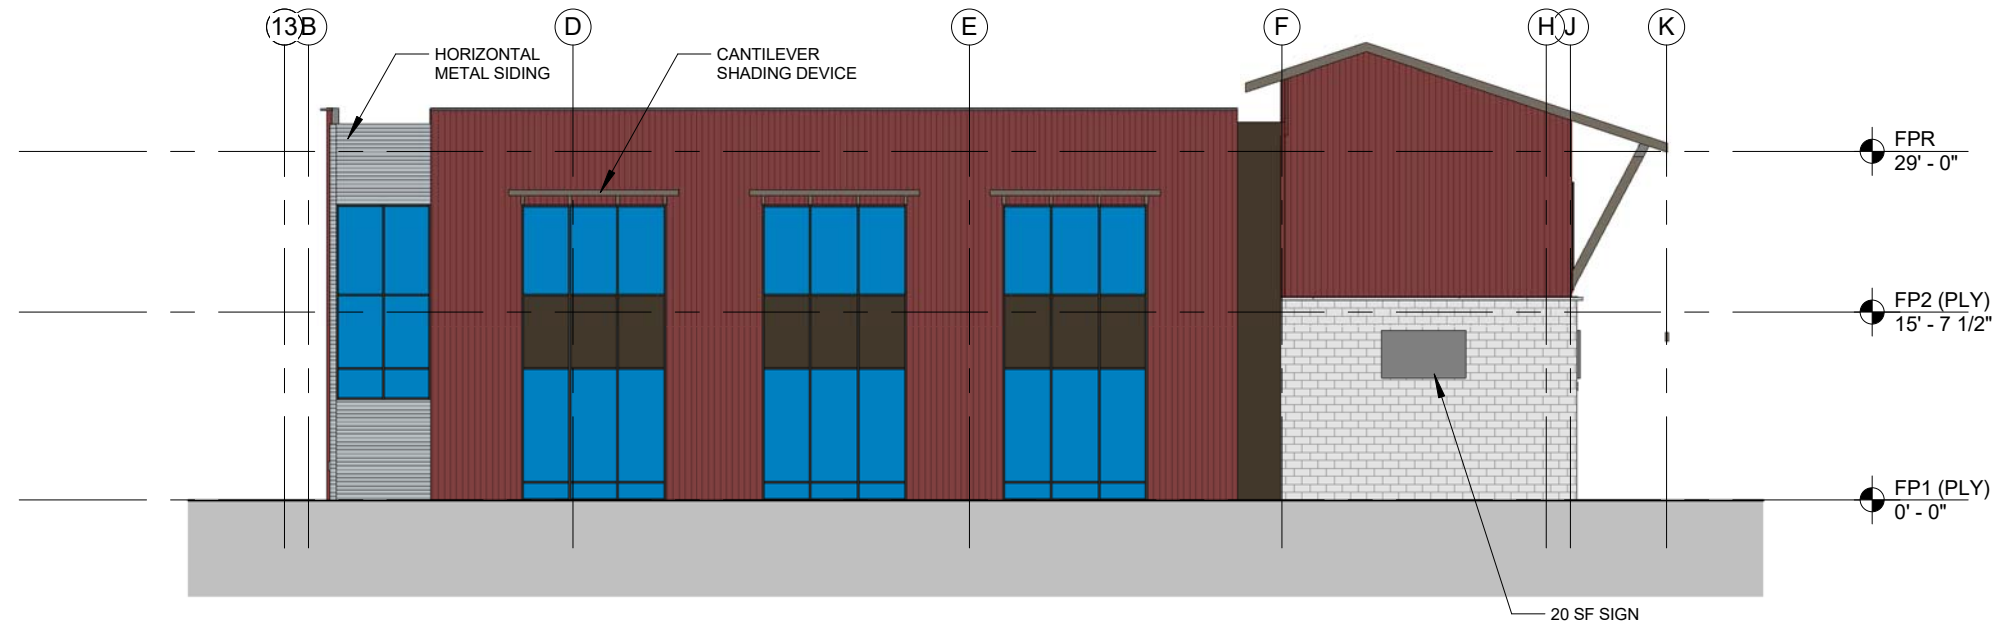 13 B D E F H J K
HORIZONTAL
METAL SIDING
CANTILEVER
SHADING DEVICE
FPR
29' - 0"
FP2 (PLY)
15' - 7 1/2"
FP1 (PLY)
0' - 0"
20 SF SIGN